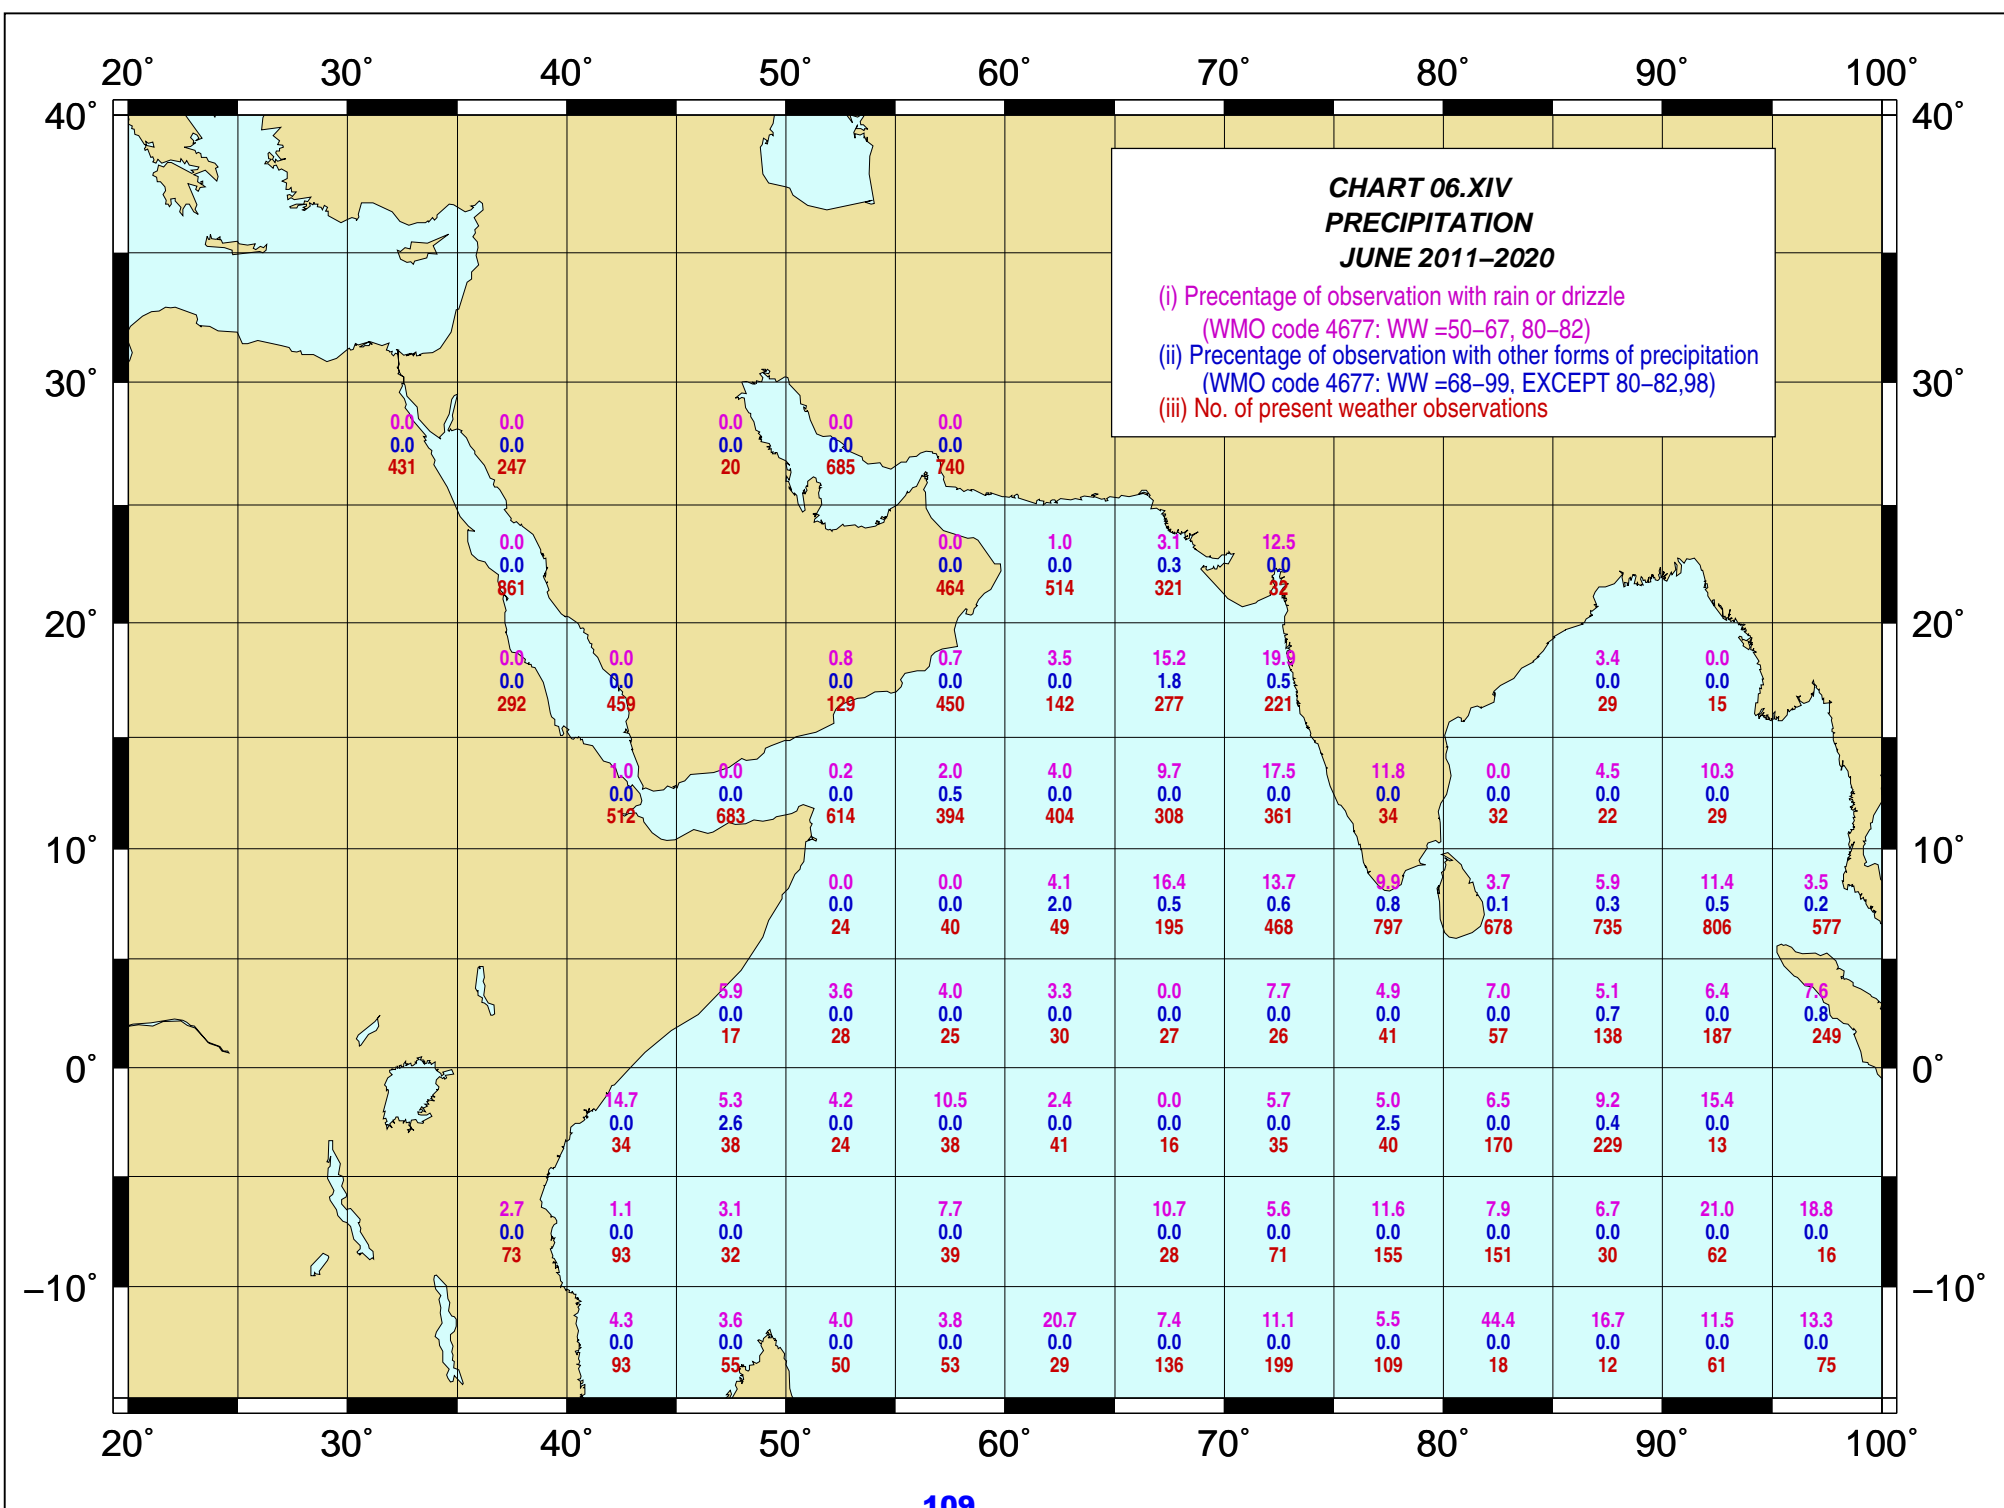 20° 30° 40° 50° 60° 70° 80° 90° 100°
40° 40°
CHART 06.XIV
PRECIPITATION
JUNE 2011–2020
(i) Precentage of observation with rain or drizzle
(WMO code 4677: WW =50–67, 80–82)
(ii) Precentage of observation with other forms of precipitation
(WMO code 4677: WW =68–99, EXCEPT 80–82,98)
(iii) No. of present weather observations
30° 30°
0.0 0.0 0.0 0.0 0.0
0.0 0.0 0.0 0.0 0.0
431 247 20 685 740
0.0 0.0 1.0 3.1 12.5
0.0 0.0 0.0 0.3 0.0
861 464 514 321 32
20° 20°
0.0 0.0 0.8 0.7 3.5 15.2 19.9 3.4 0.0
0.0 0.0 0.0 0.0 0.0 1.8 0.5 0.0 0.0
292 459 129 450 142 277 221 29 15
1.0 0.0 0.2 2.0 4.0 9.7 17.5 11.8 0.0 4.5 10.3
0.0 0.0 0.0 0.5 0.0 0.0 0.0 0.0 0.0 0.0 0.0
512 683 614 394 404 308 361 34 32 22 29
10° 10°
0.0 0.0 4.1 16.4 13.7 9.9 3.7 5.9 11.4 3.5
0.0 0.0 2.0 0.5 0.6 0.8 0.1 0.3 0.5 0.2
24 40 49 195 468 797 678 735 806 577
5.9 3.6 4.0 3.3 0.0 7.7 4.9 7.0 5.1 6.4 7.6
0.0 0.0 0.0 0.0 0.0 0.0 0.0 0.0 0.7 0.0 0.8
17 28 25 30 27 26 41 57 138 187 249
0° 0°
14.7 5.3 4.2 10.5 2.4 0.0 5.7 5.0 6.5 9.2 15.4
0.0 2.6 0.0 0.0 0.0 0.0 0.0 2.5 0.0 0.4 0.0
34 38 24 38 41 16 35 40 170 229 13
2.7 1.1 3.1 7.7 10.7 5.6 11.6 7.9 6.7 21.0 18.8
0.0 0.0 0.0 0.0 0.0 0.0 0.0 0.0 0.0 0.0 0.0
73 93 32 39 28 71 155 151 30 62 16
–10° –10°
4.3 3.6 4.0 3.8 20.7 7.4 11.1 5.5 44.4 16.7 11.5 13.3
0.0 0.0 0.0 0.0 0.0 0.0 0.0 0.0 0.0 0.0 0.0 0.0
93 55 50 53 29 136 199 109 18 12 61 75
20° 30° 40° 50° 60° 70° 80° 90° 100°
109